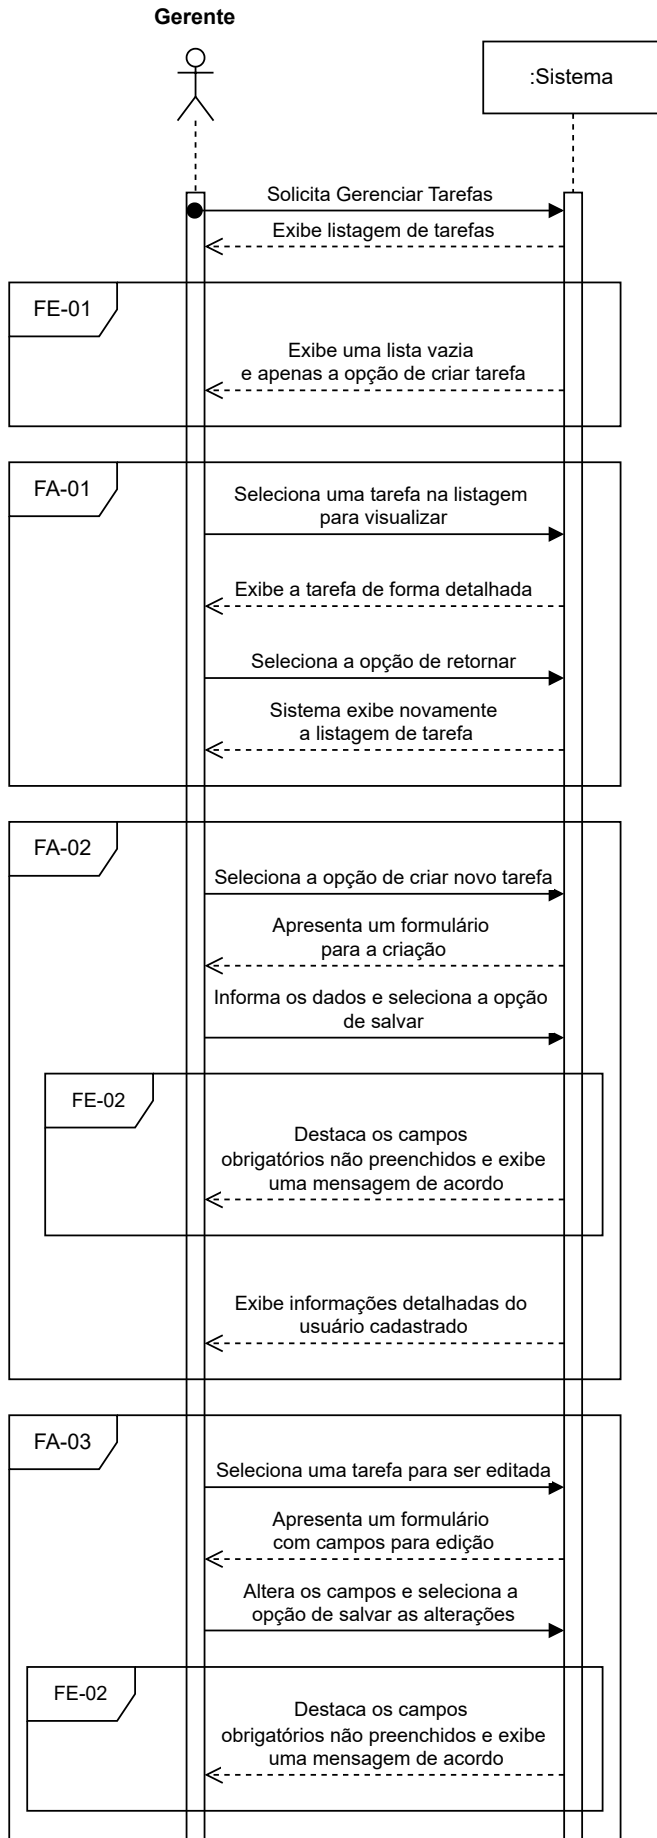 Gerente
:Sistema
Solicita Gerenciar Tarefas
Exibe listagem de tarefas
FE-01
Exibe uma lista vazia
e apenas a opção de criar tarefa
FA-01
Seleciona uma tarefa na listagem
para visualizar
Exibe a tarefa de forma detalhada
Seleciona a opção de retornar
Sistema exibe novamente
a listagem de tarefa
FA-02
Seleciona a opção de criar novo tarefa
Apresenta um formulário
para a criação
Informa os dados e seleciona a opção
de salvar
FE-02
Destaca os campos
obrigatórios não preenchidos e exibe
uma mensagem de acordo
Exibe informações detalhadas do
usuário cadastrado
FA-03
Seleciona uma tarefa para ser editada
Apresenta um formulário
com campos para edição
Altera os campos e seleciona a
opção de salvar as alterações
FE-02
Destaca os campos
obrigatórios não preenchidos e exibe
uma mensagem de acordo